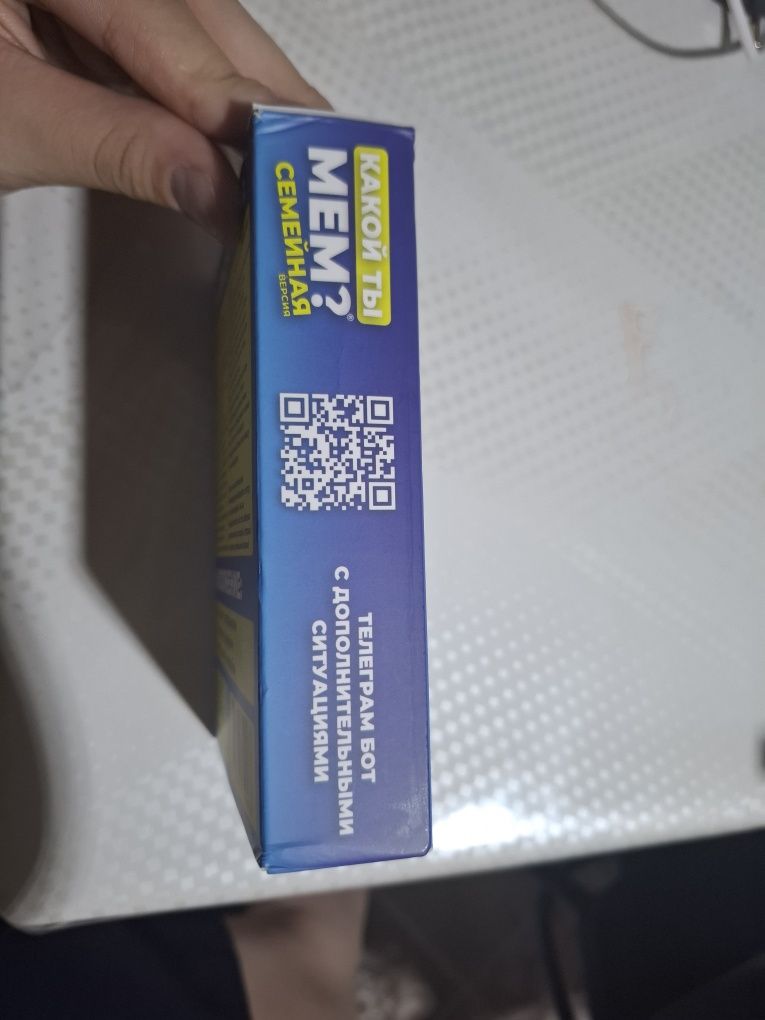 КАКОЙ ТЫ
МЕМ?®
СЕМЕЙНАЯ
ВЕРСИЯ
ТЕЛЕГРАМ БОТ
С ДОПОЛНИТЕЛЬНЫМИ
СИТУАЦИЯМИ